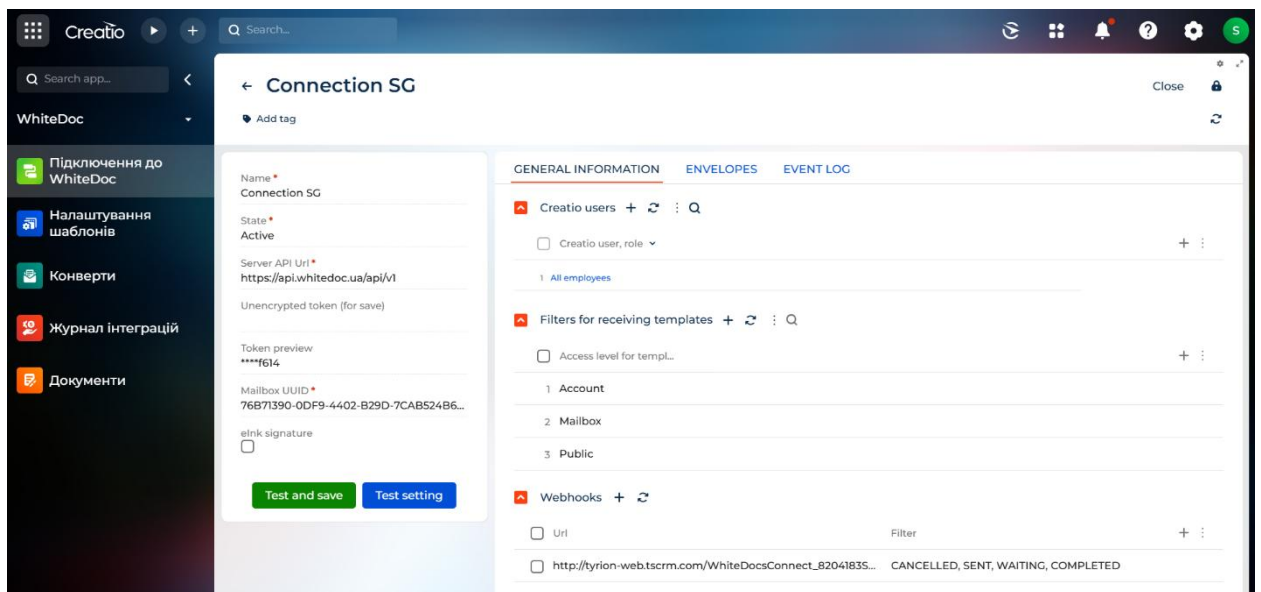 Creatio
Search...
S
Search app...
WhiteDoc
Підключення до
WhiteDoc
Налаштування
шаблонів
Конверти
Журнал інтеграцій
Документи
Connection SG
Close
Add tag
Name*
Connection SG
State*
Active
Server API Url*
https://api.whitedoc.ua/api/v1
Unencrypted token (for save)
Token preview
****f614
Mailbox UUID*
76B71390-0DF9-4402-B29D-7CAB524B6...
eInk signature
Test and save
Test setting
GENERAL INFORMATION
ENVELOPES
EVENT LOG
Creatio users
Creatio user, role
1 All employees
Filters for receiving templates
Access level for templ...
1 Account
2 Mailbox
3 Public
Webhooks
Url
Filter
http://tyrion-web.tscrm.com/WhiteDocsConnect_8204183S... CANCELLED, SENT, WAITING, COMPLETED